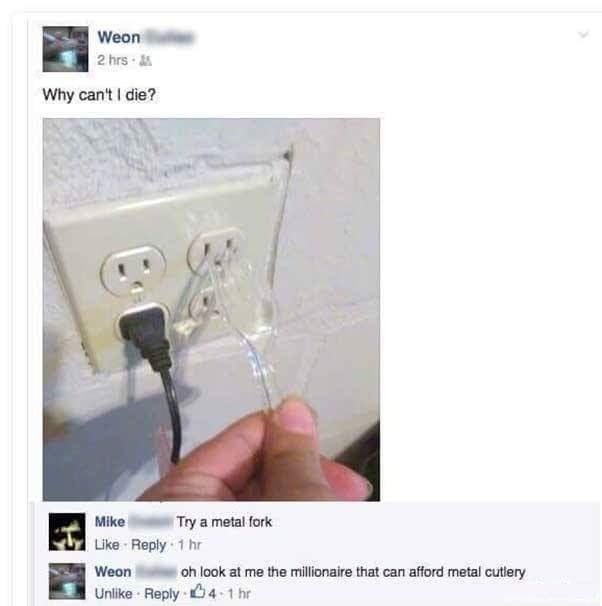 Weon
2 hrs ·
Why can't I die?
Mike Try a metal fork
Like · Reply · 1 hr
Weon oh look at me the millionaire that can afford metal cutlery
Unlike · Reply · 4 · 1 hr